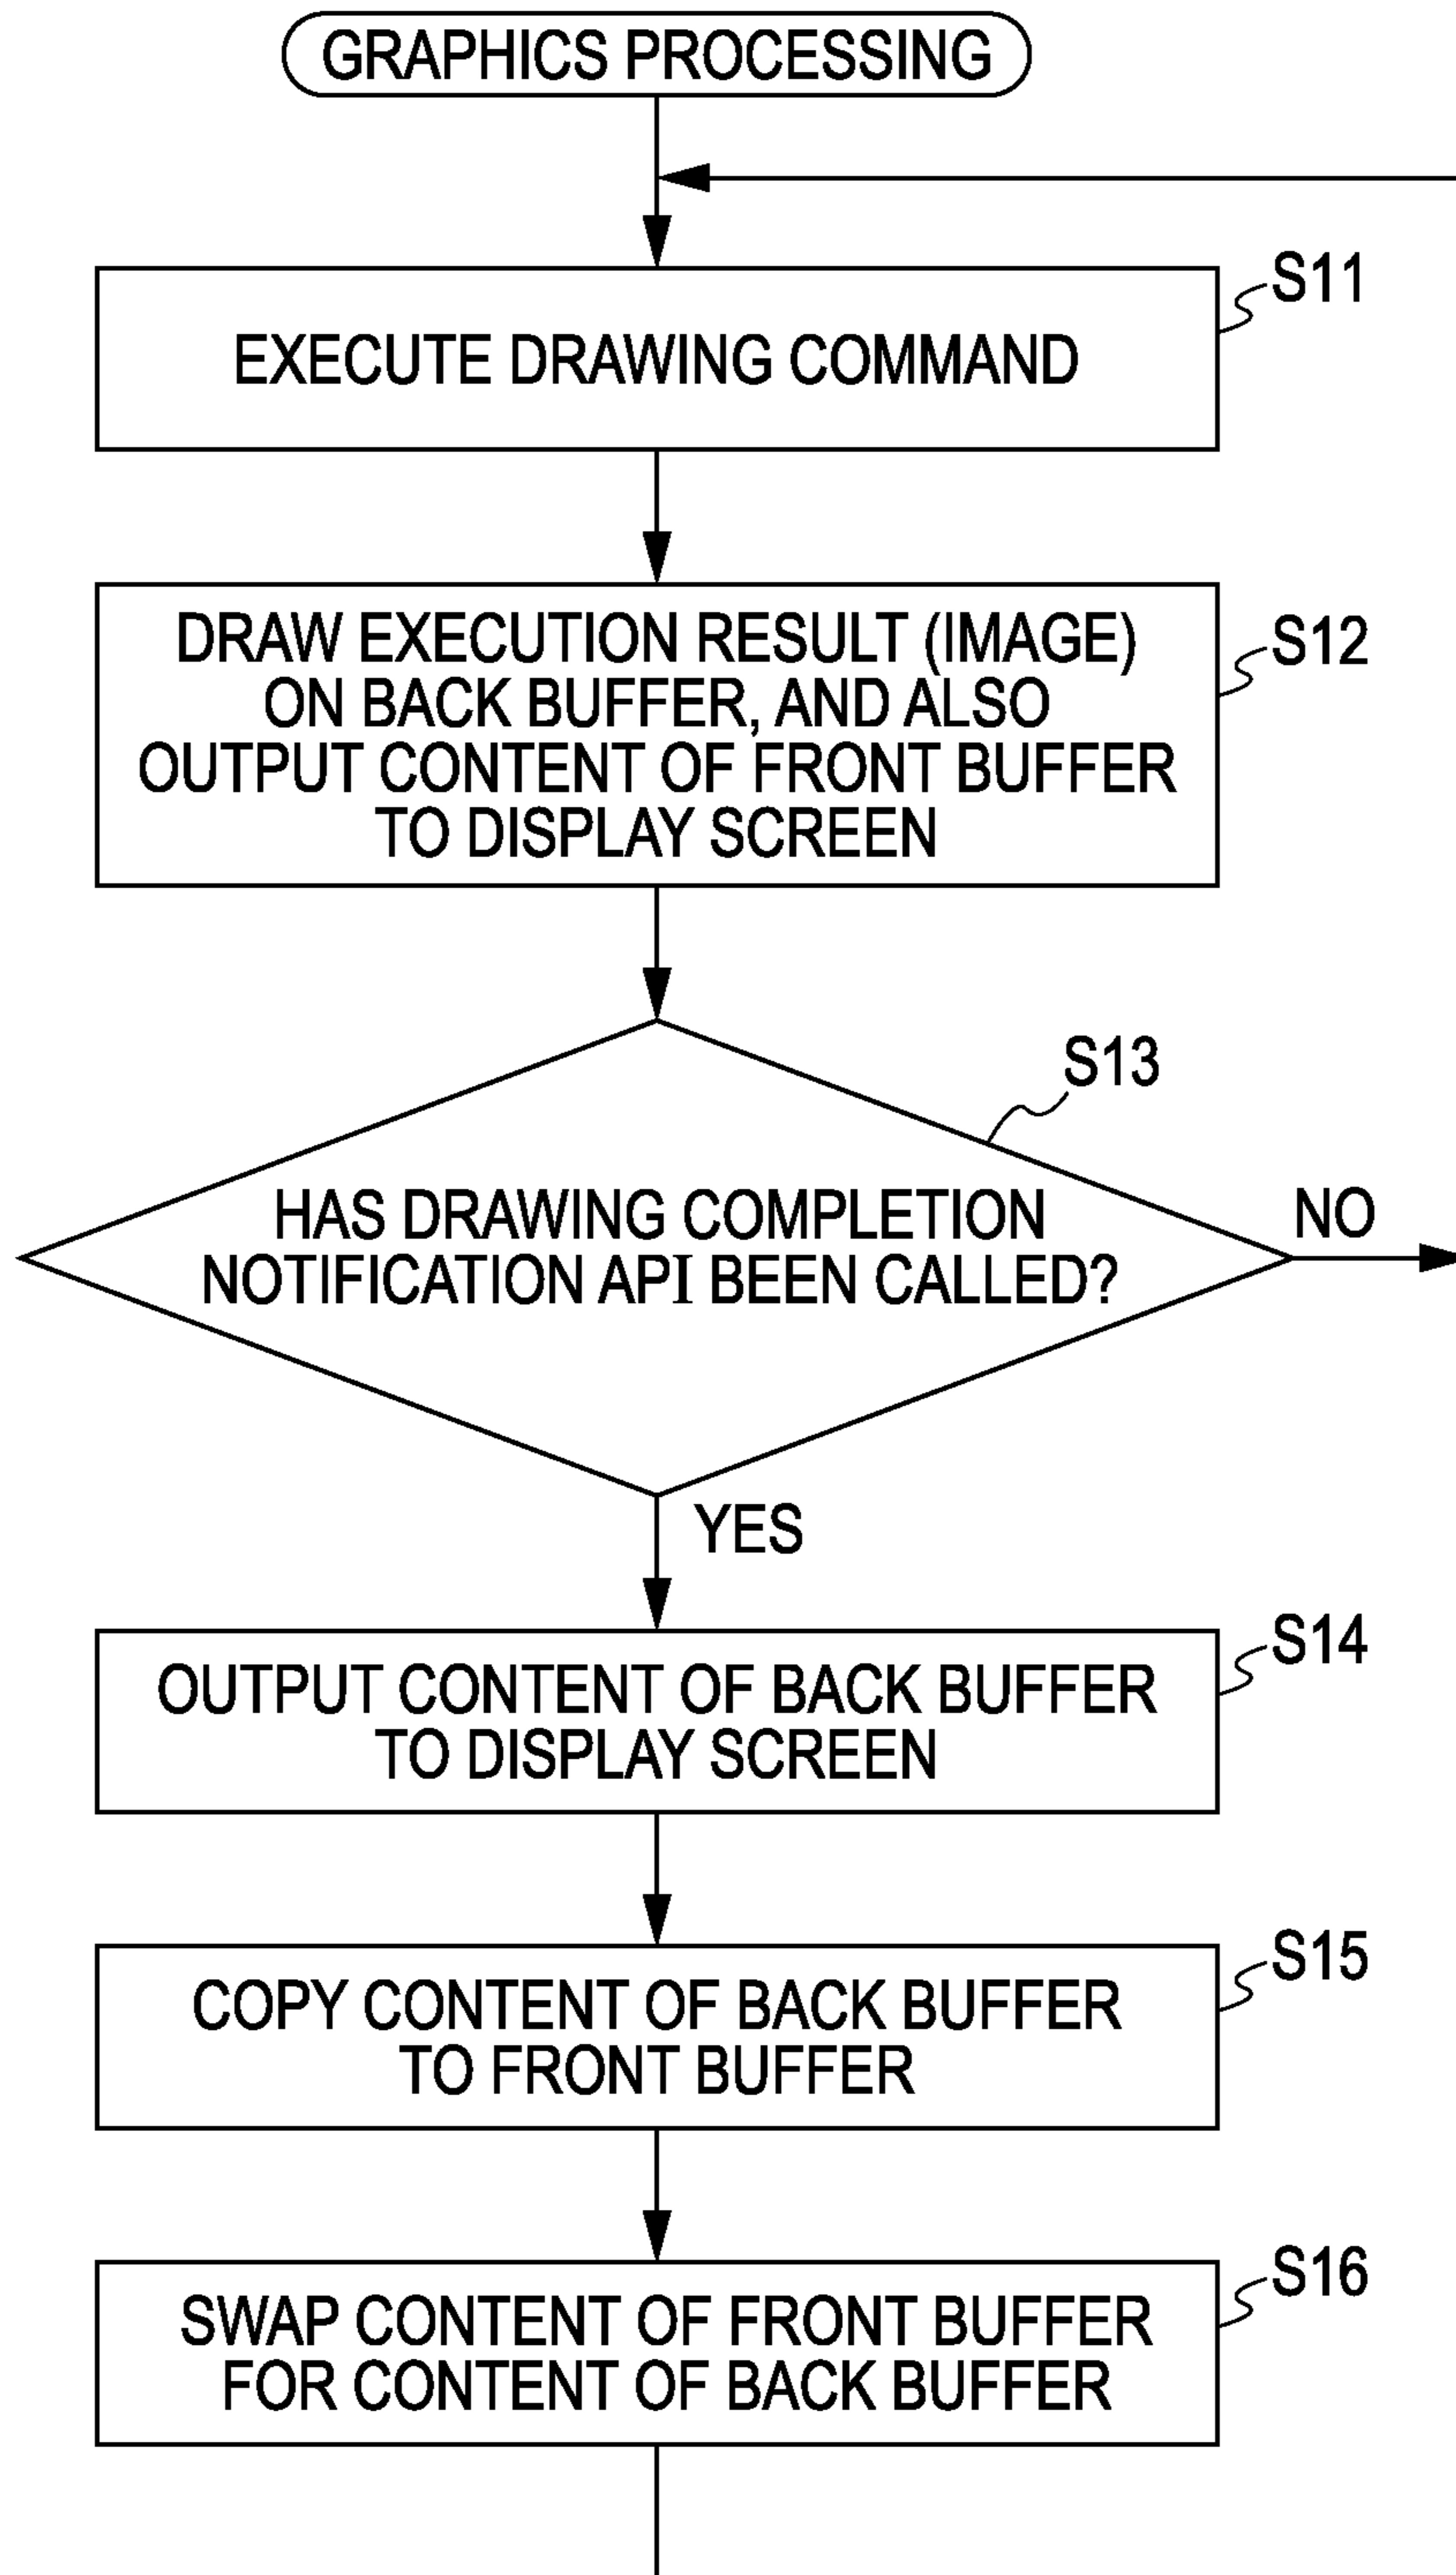 GRAPHICS PROCESSING
S11
EXECUTE DRAWING COMMAND
DRAW EXECUTION RESULT (IMAGE)
ON BACK BUFFER, AND ALSO
OUTPUT CONTENT OF FRONT BUFFER
TO DISPLAY SCREEN
S12
S13
HAS DRAWING COMPLETION
NOTIFICATION API BEEN CALLED?
NO
YES
S14
OUTPUT CONTENT OF BACK BUFFER
TO DISPLAY SCREEN
S15
COPY CONTENT OF BACK BUFFER
TO FRONT BUFFER
S16
SWAP CONTENT OF FRONT BUFFER
FOR CONTENT OF BACK BUFFER